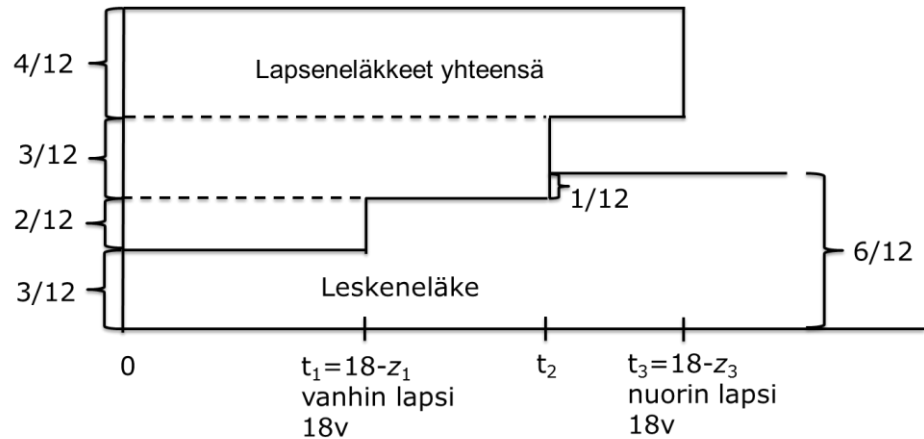 4/12
Lapseneläkkeet yhteensä
3/12
1/12
2/12
6/12
3/12
Leskeneläke
0
t₁=18-z₁
vanhin lapsi
18v
t₂
t₃=18-z₃
nuorin lapsi
18v